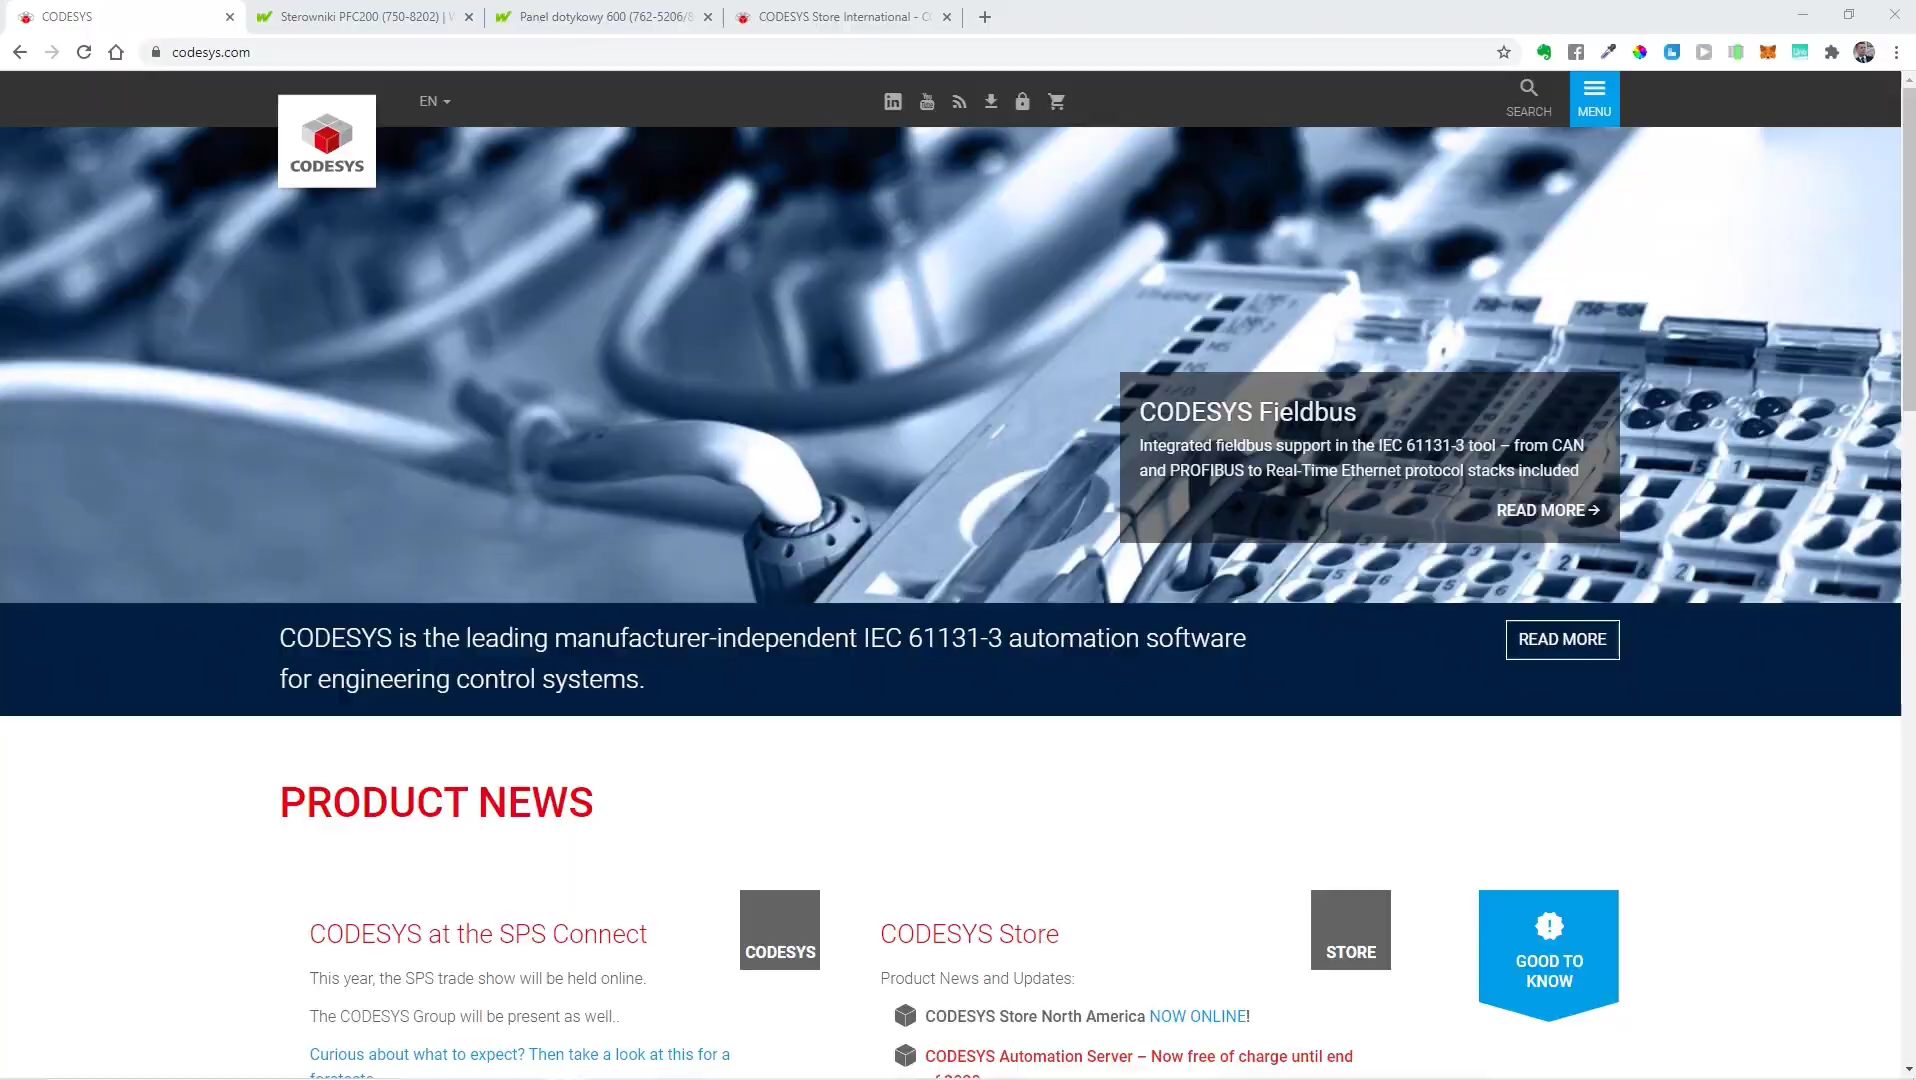 CODESYS
Sterowniki PFC200 (750-8202) | W
Panel dotykowy 600 (762-5206/8
CODESYS Store International - C
codesys.com
EN
SEARCH
MENU
CODESYS
CODESYS Fieldbus
Integrated fieldbus support in the IEC 61131-3 tool – from CAN
and PROFIBUS to Real-Time Ethernet protocol stacks included
READ MORE
CODESYS is the leading manufacturer-independent IEC 61131-3 automation software
for engineering control systems.
READ MORE
PRODUCT NEWS
CODESYS at the SPS Connect
CODESYS
This year, the SPS trade show will be held online.
The CODESYS Group will be present as well..
Curious about what to expect? Then take a look at this for a
CODESYS Store
STORE
Product News and Updates:
CODESYS Store North America NOW ONLINE!
CODESYS Automation Server – Now free of charge until end
GOOD TO
KNOW